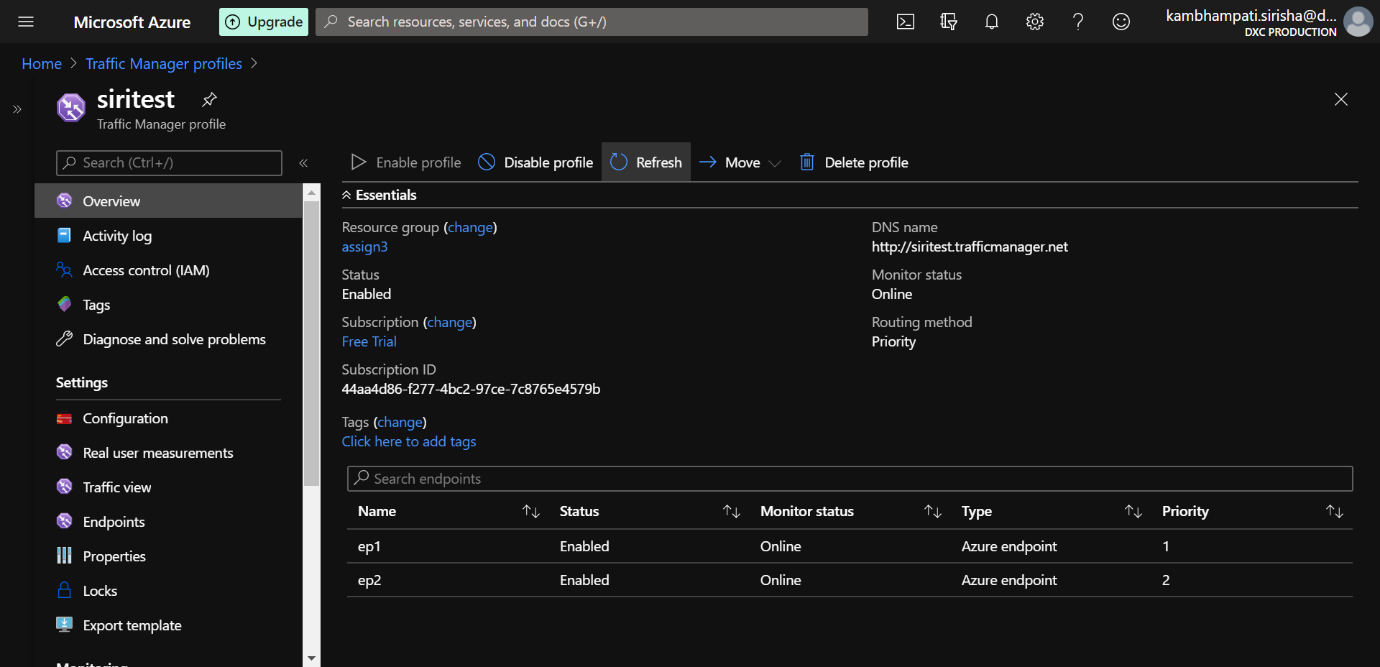 Microsoft Azure
Upgrade
Search resources, services, and docs (G+/)
kambhampati.sirisha@d...
DXC PRODUCTION
Home > Traffic Manager profiles >
siritest
Traffic Manager profile
Search (Ctrl+/)
Overview
Activity log
Access control (IAM)
Tags
Diagnose and solve problems
Settings
Configuration
Real user measurements
Traffic view
Endpoints
Properties
Locks
Export template
Monitoring
Enable profile Disable profile Refresh Move Delete profile
Essentials
Resource group (change)
assign3
Status
Enabled
Subscription (change)
Free Trial
Subscription ID
44aa4d86-f277-4bc2-97ce-7c8765e4579b
Tags (change)
Click here to add tags
DNS name
http://siritest.trafficmanager.net
Monitor status
Online
Routing method
Priority
Search endpoints
Name Status Monitor status Type Priority
ep1 Enabled Online Azure endpoint 1
ep2 Enabled Online Azure endpoint 2